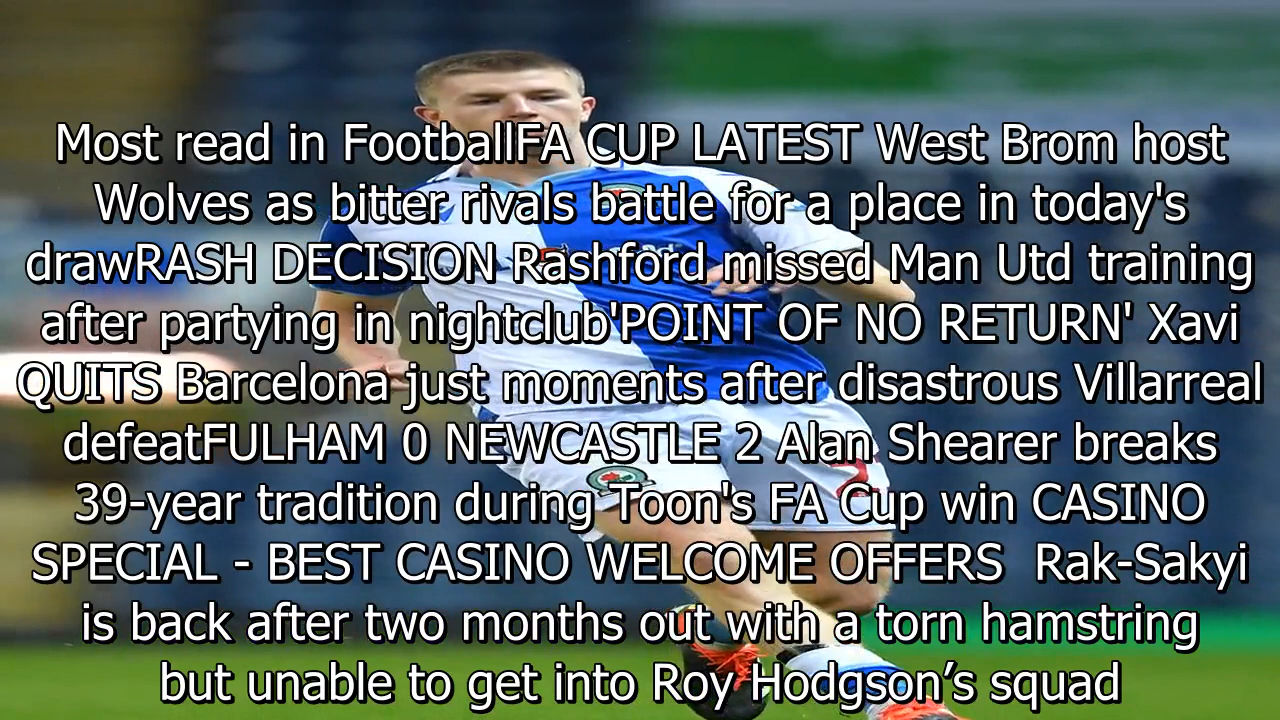 Most read in FootballFA CUP LATEST West Brom host
Wolves as bitter rivals battle for a place in today's
drawRASH DECISION Rashford missed Man Utd training
after partying in nightclub'POINT OF NO RETURN' Xavi
QUITS Barcelona just moments after disastrous Villarreal
defeatFULHAM 0 NEWCASTLE 2 Alan Shearer breaks
39-year tradition during Toon's FA Cup win CASINO
SPECIAL - BEST CASINO WELCOME OFFERS  Rak-Sakyi
is back after two months out with a torn hamstring
but unable to get into Roy Hodgson’s squad